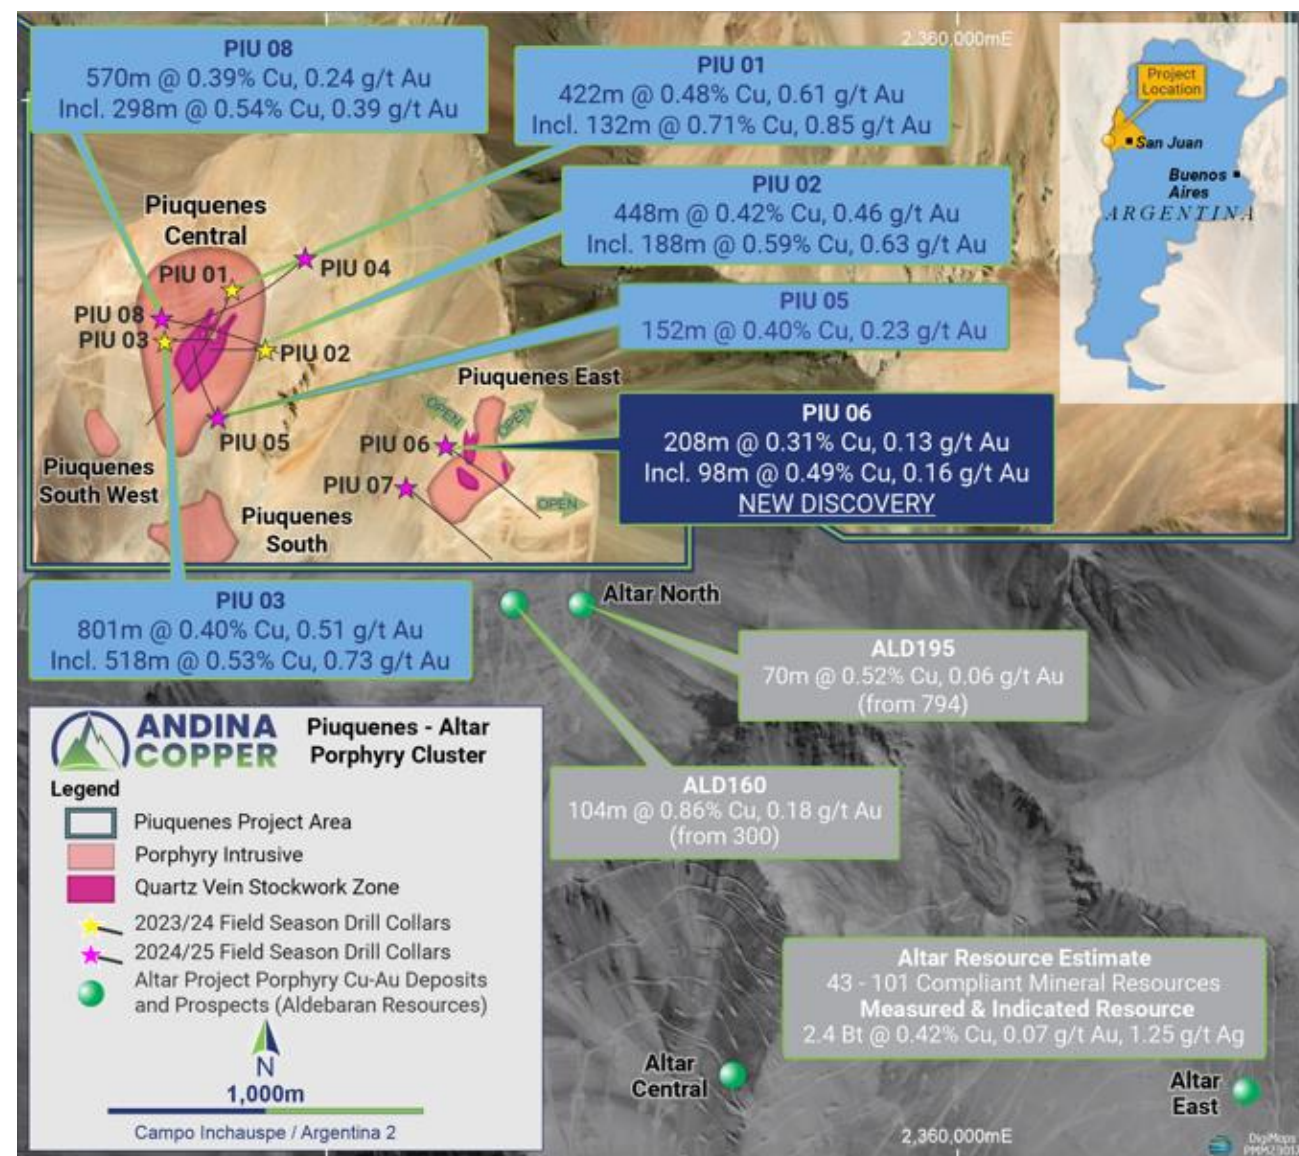 2,360,000mE
PIU 08
570m @ 0.39% Cu, 0.24 g/t Au
Incl. 298m @ 0.54% Cu, 0.39 g/t Au
PIU 01
422m @ 0.48% Cu, 0.61 g/t Au
Incl. 132m @ 0.71% Cu, 0.85 g/t Au
PIU 02
448m @ 0.42% Cu, 0.46 g/t Au
Incl. 188m @ 0.59% Cu, 0.63 g/t Au
PIU 05
152m @ 0.40% Cu, 0.23 g/t Au
PIU 06
208m @ 0.31% Cu, 0.13 g/t Au
Incl. 98m @ 0.49% Cu, 0.16 g/t Au
NEW DISCOVERY
Project
Location
San Juan
Buenos
Aires
ARGENTINA
Piuquenes
Central
PIU 01
PIU 04
PIU 08
PIU 03
PIU 02
Piuquenes East
OPEN
OPEN
PIU 05
PIU 06
Piuquenes
South West
PIU 07
OPEN
Piuquenes
South
PIU 03
801m @ 0.40% Cu, 0.51 g/t Au
Incl. 518m @ 0.53% Cu, 0.73 g/t Au
Altar North
ALD195
70m @ 0.52% Cu, 0.06 g/t Au
(from 794)
ALD160
104m @ 0.86% Cu, 0.18 g/t Au
(from 300)
ANDINA
COPPER
Piuquenes - Altar
Porphyry Cluster
Legend
Piuquenes Project Area
Porphyry Intrusive
Quartz Vein Stockwork Zone
2023/24 Field Season Drill Collars
2024/25 Field Season Drill Collars
Altar Project Porphyry Cu-Au Deposits
and Prospects (Aldebaran Resources)
N
1,000m
Campo Inchauspe / Argentina 2
Altar Resource Estimate
43 - 101 Compliant Mineral Resources
Measured & Indicated Resource
2.4 Bt @ 0.42% Cu, 0.07 g/t Au, 1.25 g/t Ag
Altar
Central
Altar
East
2,360,000mE
DigiMaps